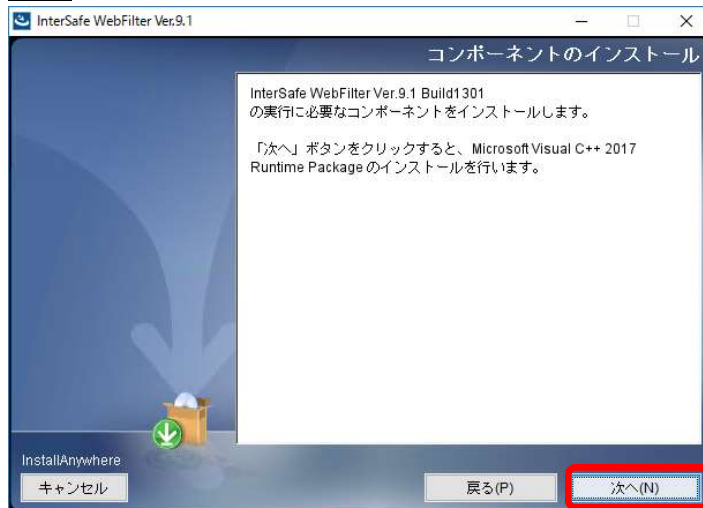 InterSafe WebFilter Ver.9.1
コンポーネントのインストール
InterSafe WebFilter Ver.9.1 Build1301
の実行に必要なコンポーネントをインストールします。
「次へ」ボタンをクリックすると、Microsoft Visual C++ 2017
Runtime Package のインストールを行います。
InstallAnywhere
キャンセル
戻る(P)
次へ(N)